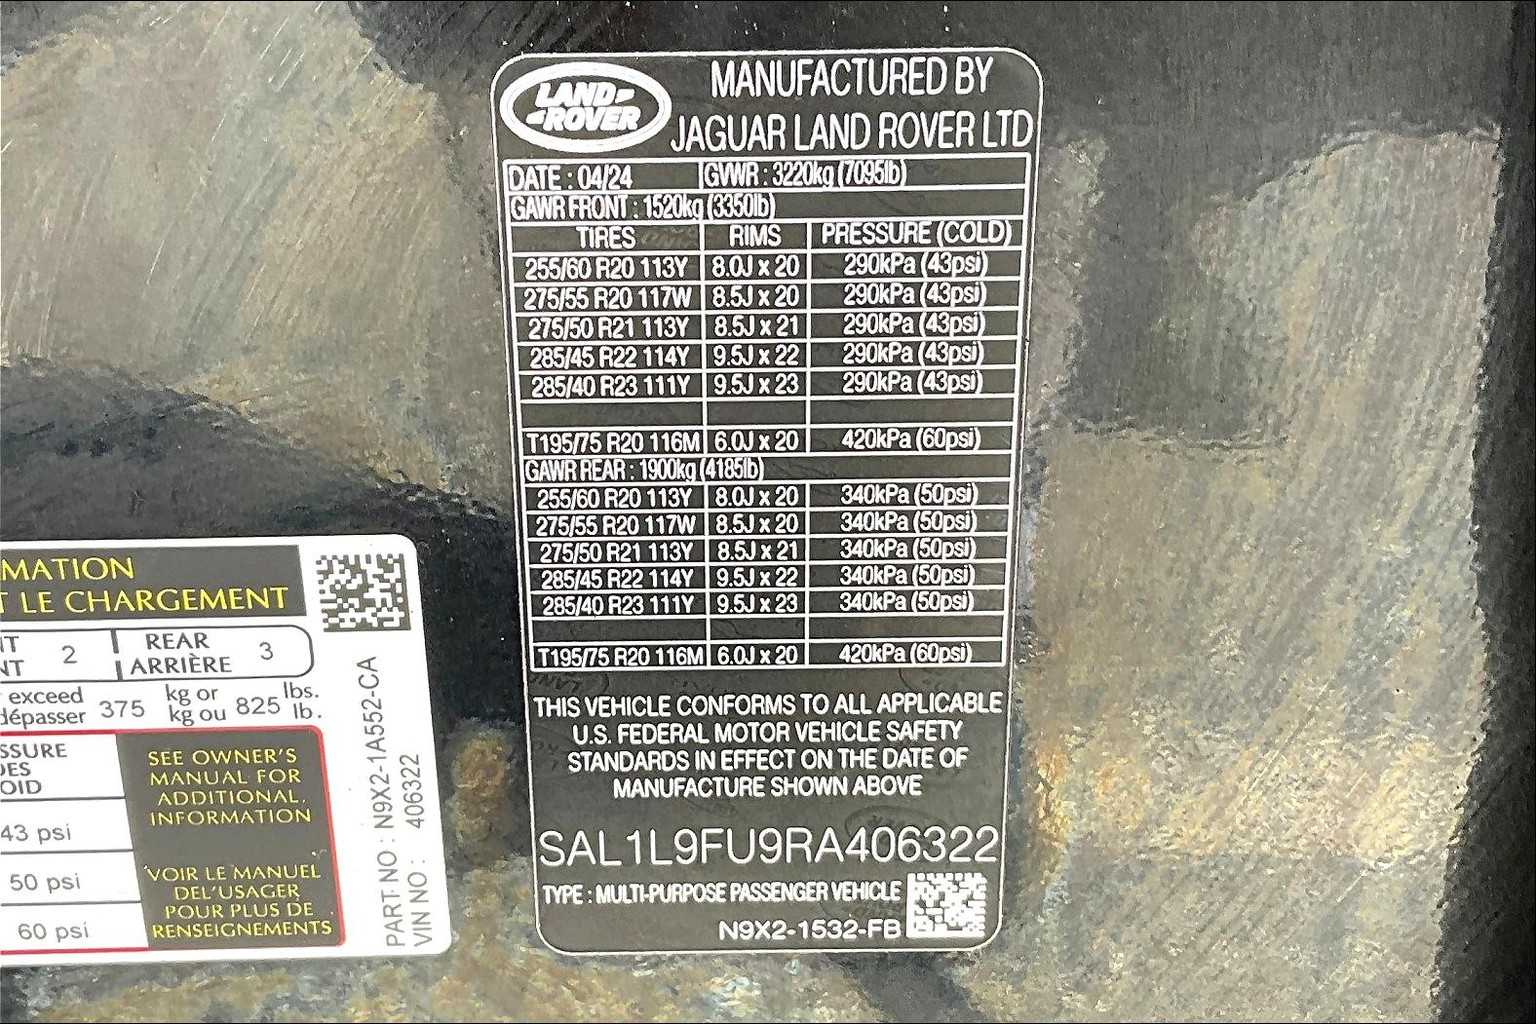 LAND
ROVER
MANUFACTURED BY
JAGUAR LAND ROVER LTD
DATE : 04/24 GVWR : 3220kg (7095lb)
GAWR FRONT : 1520kg (3350lb)
TIRES RIMS PRESSURE (COLD)
255/60 R20 113Y 8.0J x 20 290kPa (43psi)
275/55 R20 117W 8.5J x 20 290kPa (43psi)
275/50 R21 113Y 8.5J x 21 290kPa (43psi)
285/45 R22 114Y 9.5J x 22 290kPa (43psi)
285/40 R23 111Y 9.5J x 23 290kPa (43psi)
T195/75 R20 116M 6.0J x 20 420kPa (60psi)
GAWR REAR : 1900kg (4185lb)
255/60 R20 113Y 8.0J x 20 340kPa (50psi)
275/55 R20 117W 8.5J x 20 340kPa (50psi)
275/50 R21 113Y 8.5J x 21 340kPa (50psi)
285/45 R22 114Y 9.5J x 22 340kPa (50psi)
285/40 R23 111Y 9.5J x 23 340kPa (50psi)
T195/75 R20 116M 6.0J x 20 420kPa (60psi)
THIS VEHICLE CONFORMS TO ALL APPLICABLE
U.S. FEDERAL MOTOR VEHICLE SAFETY
STANDARDS IN EFFECT ON THE DATE OF
MANUFACTURE SHOWN ABOVE
SAL1L9FU9RA406322
TYPE : MULTI-PURPOSE PASSENGER VEHICLE
N9X2-1532-FB
MATION
T LE CHARGEMENT
NT 2 REAR 3
NT ARRIÈRE
exceed 375 kg or 825 lbs.
dépasser kg ou lb.
SSURE
DES
OID
43 psi
50 psi
60 psi
SEE OWNER'S
MANUAL FOR
ADDITIONAL
INFORMATION
VOIR LE MANUEL
DEL'USAGER
POUR PLUS DE
RENSEIGNEMENTS
PART NO : N9X2-1A552-CA
VIN NO : 406322